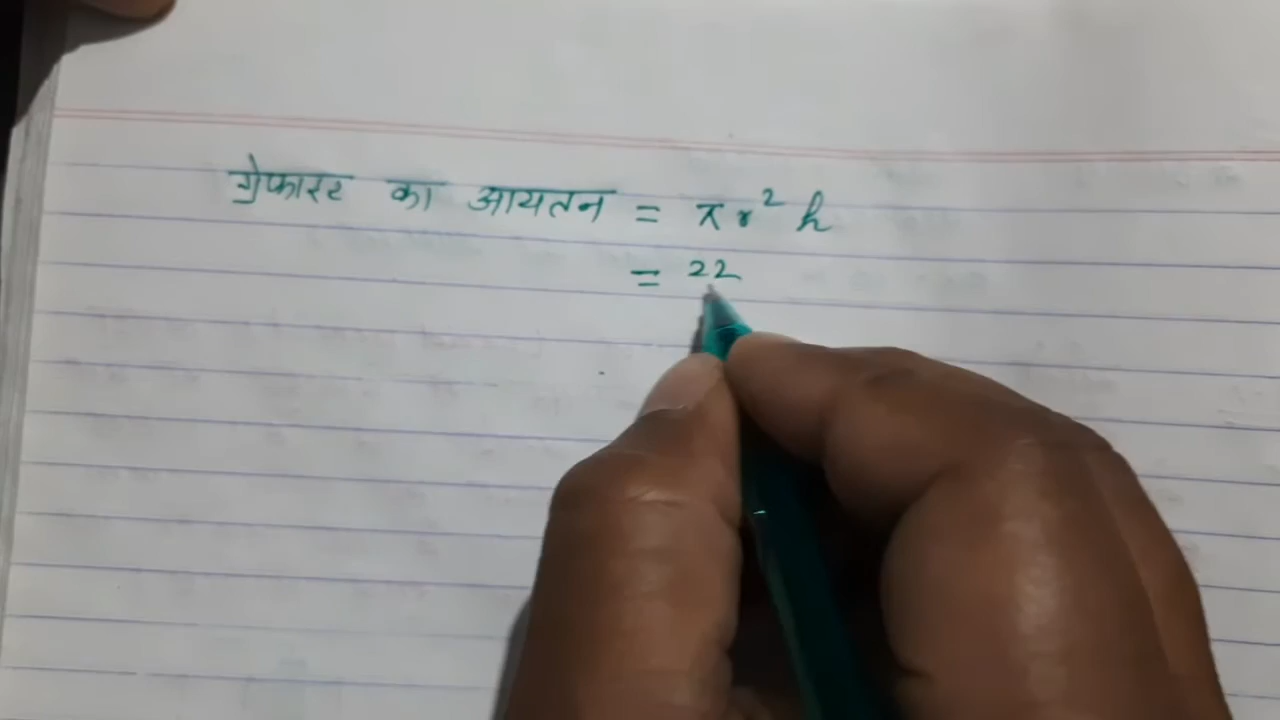 ग्रेफाइट का आयतन = πr²h
= 22